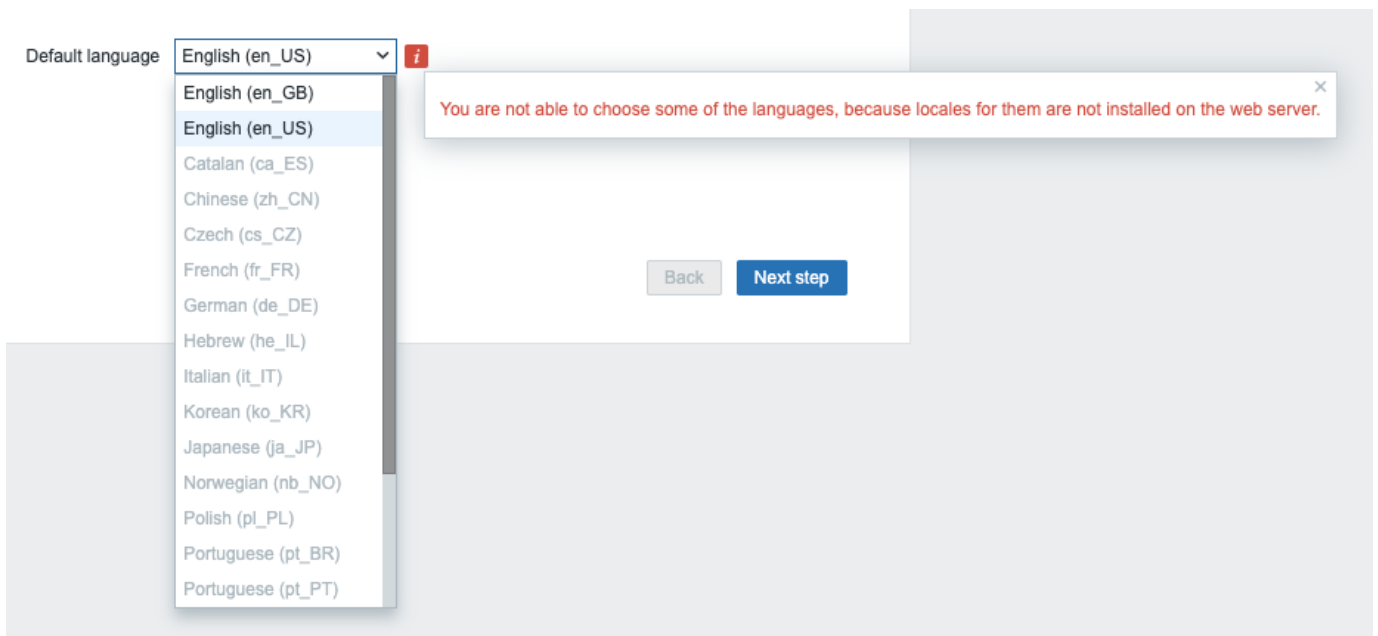 Default language
English (en_US)
i
English (en_GB)
English (en_US)
Catalan (ca_ES)
Chinese (zh_CN)
Czech (cs_CZ)
French (fr_FR)
German (de_DE)
Hebrew (he_IL)
Italian (it_IT)
Korean (ko_KR)
Japanese (ja_JP)
Norwegian (nb_NO)
Polish (pl_PL)
Portuguese (pt_BR)
Portuguese (pt_PT)
You are not able to choose some of the languages, because locales for them are not installed on the web server.
Back
Next step